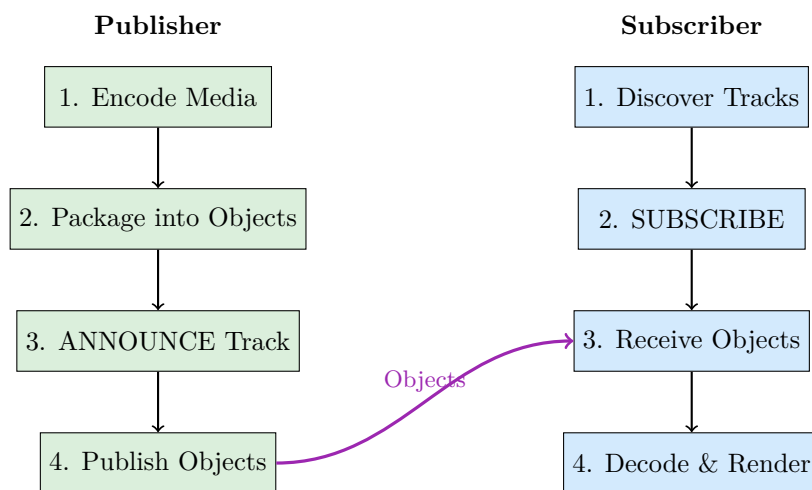 Publisher
1. Encode Media
2. Package into Objects
3. ANNOUNCE Track
4. Publish Objects
Objects
Subscriber
1. Discover Tracks
2. SUBSCRIBE
3. Receive Objects
4. Decode & Render